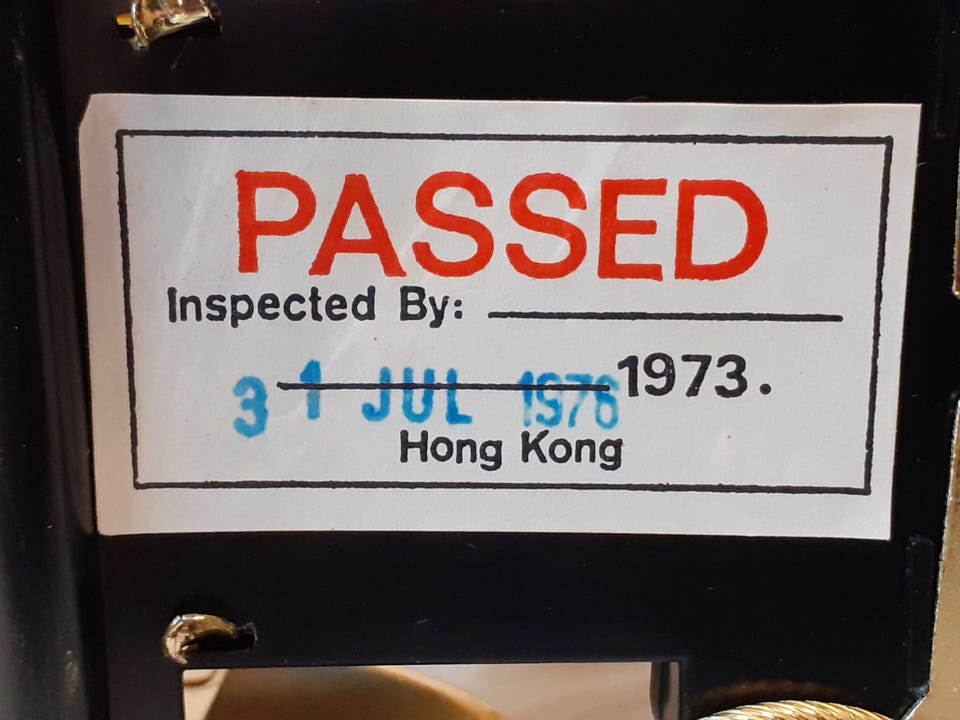 PASSED
Inspected By:
31 JUL 1976 1973.
Hong Kong